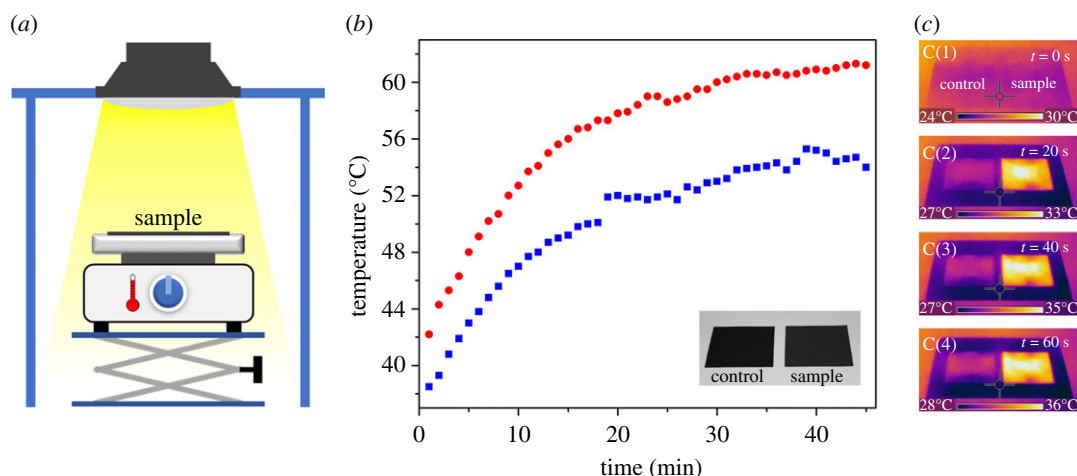 (a)
sample
(b)
temperature (°C)
60
56
52
48
44
40
0
10
20
30
40
time (min)
control
sample
(c)
C(1)
t = 0 s
control
sample
24°C
30°C
C(2)
t = 20 s
27°C
33°C
C(3)
t = 40 s
27°C
35°C
C(4)
t = 60 s
28°C
36°C